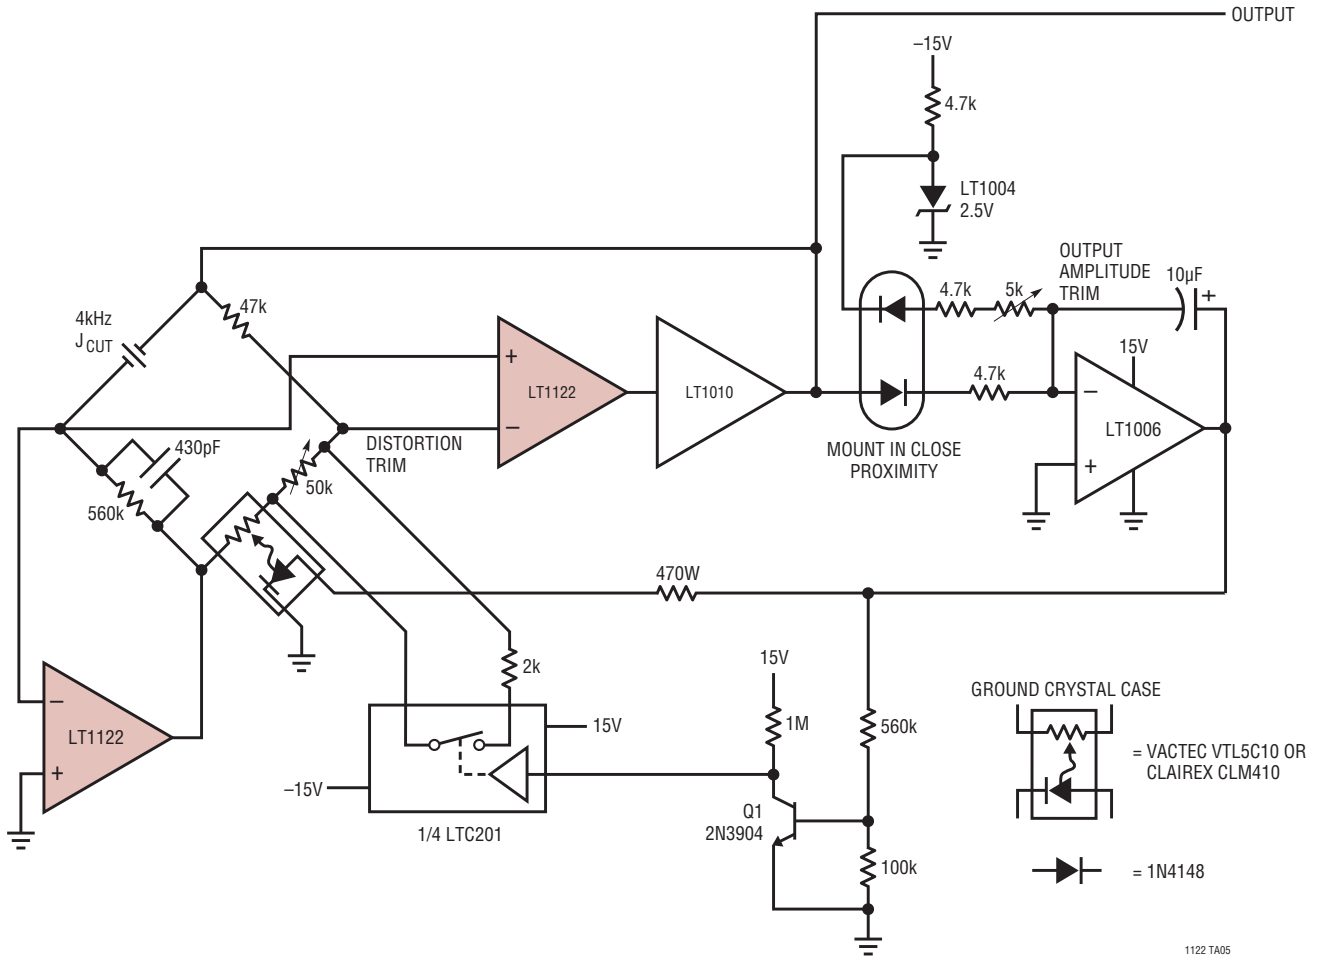 OUTPUT
–15V
4.7k
LT1004
2.5V
OUTPUT
AMPLITUDE
TRIM
10µF
+
4.7k
5k
47k
4kHz
JCUT
15V
+
LT1122
–
LT1010
4.7k
–
LT1006
+
MOUNT IN CLOSE
PROXIMITY
DISTORTION
TRIM
430pF
50k
560k
470W
2k
15V
1M
560k
GROUND CRYSTAL CASE
–
LT1122
+
15V
–15V
= VACTEC VTL5C10 OR
CLAIREX CLM410
Q1
2N3904
1/4 LTC201
100k
= 1N4148
1122 TA05